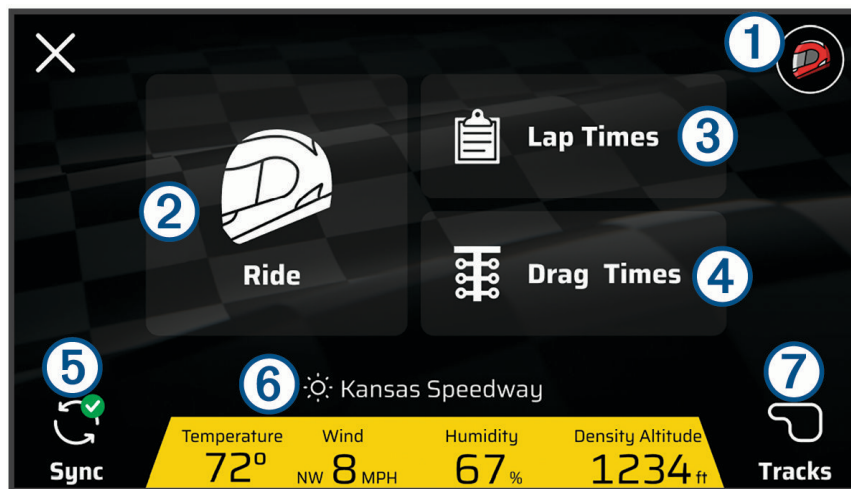 1
2
Ride
Lap Times 3
Drag Times 4
5
Sync
6 Kansas Speedway
Temperature Wind Humidity Density Altitude
72° NW 8 MPH 67 % 1234 ft
7
Tracks